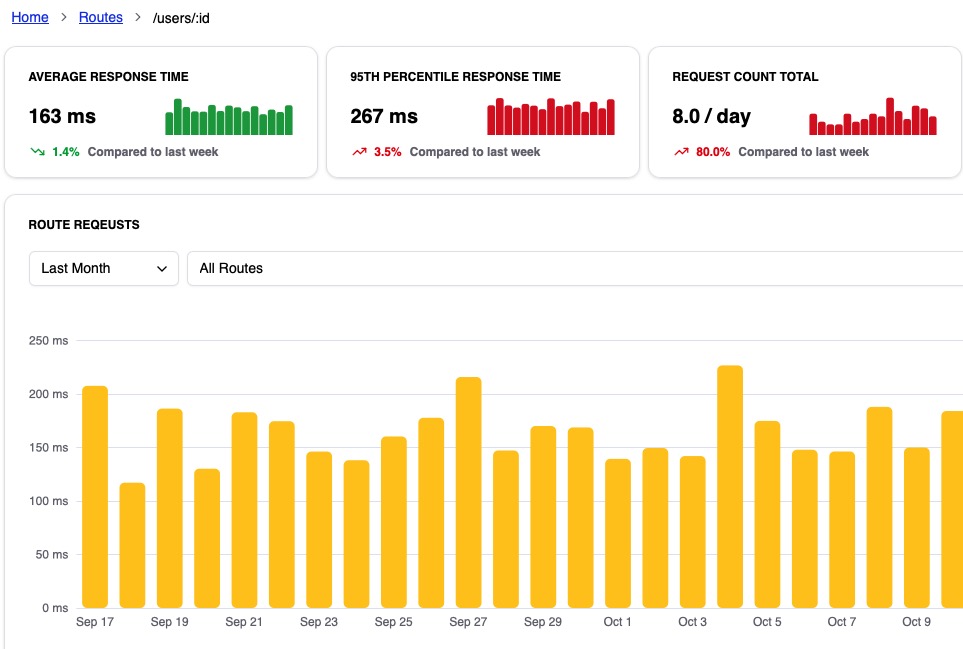 Home > Routes > /users/:id
AVERAGE RESPONSE TIME
163 ms
1.4% Compared to last week
95TH PERCENTILE RESPONSE TIME
267 ms
3.5% Compared to last week
REQUEST COUNT TOTAL
8.0 / day
80.0% Compared to last week
ROUTE REQEUSTS
Last Month
All Routes
250 ms
200 ms
150 ms
100 ms
50 ms
0 ms
Sep 17 Sep 19 Sep 21 Sep 23 Sep 25 Sep 27 Sep 29 Oct 1 Oct 3 Oct 5 Oct 7 Oct 9